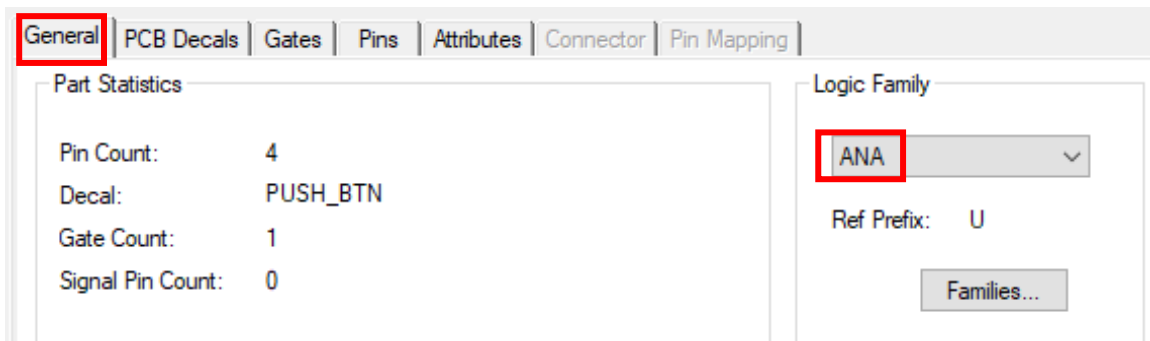 General PCB Decals Gates Pins Attributes Connector Pin Mapping
Part Statistics
Pin Count: 4
Decal: PUSH_BTN
Gate Count: 1
Signal Pin Count: 0
Logic Family
ANA
Ref Prefix: U
Families...